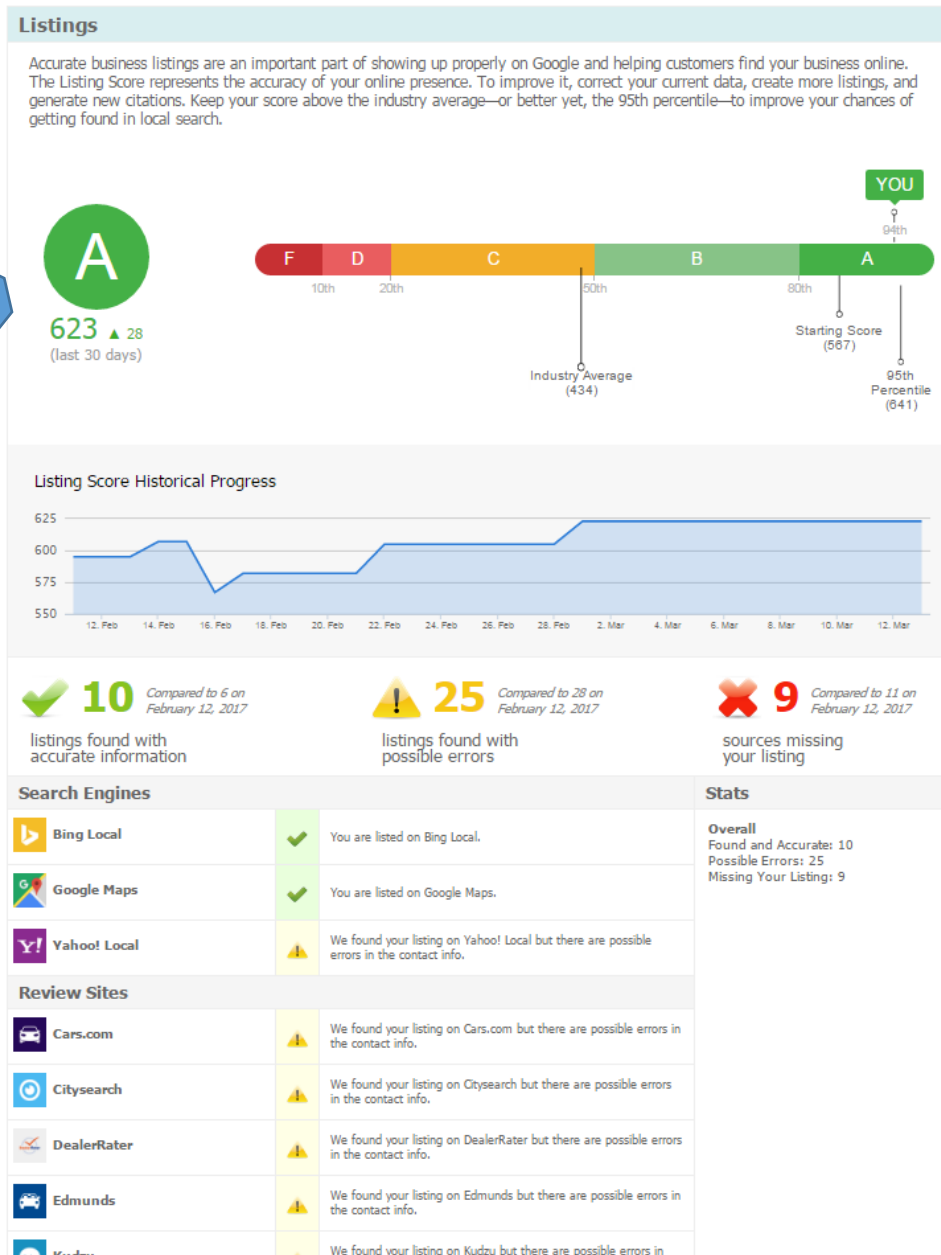 Listings
Accurate business listings are an important part of showing up properly on Google and helping customers find your business online.
The Listing Score represents the accuracy of your online presence. To improve it, correct your current data, create more listings, and
generate new citations. Keep your score above the industry average—or better yet, the 95th percentile—to improve your chances of
getting found in local search.
YOU
94th
A
F D C B A
10th 20th 50th 80th
623 ▲ 28
(last 30 days)
Starting Score
(567)
Industry Average
(434)
95th
Percentile
(641)
Listing Score Historical Progress
625
600
575
550
12. Feb 14. Feb 16. Feb 18. Feb 20. Feb 22. Feb 24. Feb 26. Feb 28. Feb 2. Mar 4. Mar 6. Mar 8. Mar 10. Mar 12. Mar
10 Compared to 6 on
February 12, 2017
listings found with
accurate information
25 Compared to 28 on
February 12, 2017
listings found with
possible errors
9 Compared to 11 on
February 12, 2017
sources missing
your listing
Search Engines
Bing Local
You are listed on Bing Local.
Google Maps
You are listed on Google Maps.
Yahoo! Local
We found your listing on Yahoo! Local but there are possible
errors in the contact info.
Stats
Overall
Found and Accurate: 10
Possible Errors: 25
Missing Your Listing: 9
Review Sites
Cars.com
We found your listing on Cars.com but there are possible errors in
the contact info.
Citysearch
We found your listing on Citysearch but there are possible errors
in the contact info.
DealerRater
We found your listing on DealerRater but there are possible errors
in the contact info.
Edmunds
We found your listing on Edmunds but there are possible errors in
the contact info.
Kudzu
We found your listing on Kudzu but there are possible errors in